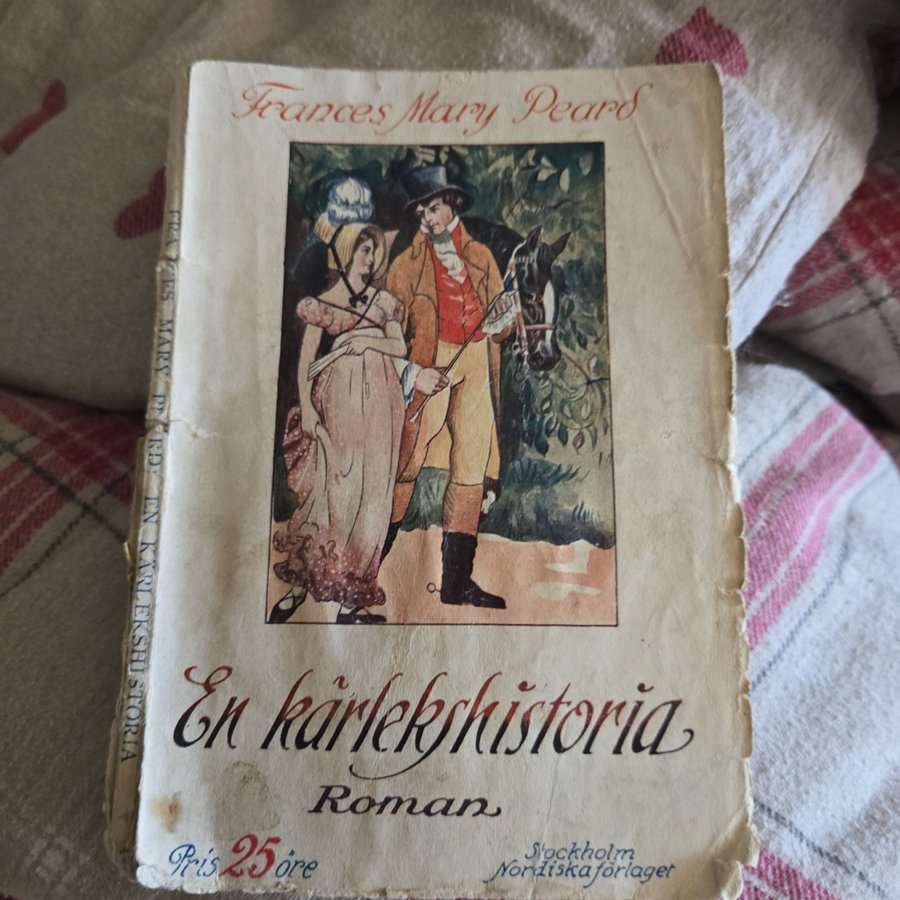 Frances Mary Peard
En kärlekshistoria
Roman
Pris 25 öre
Stockholm
Nordiska förlaget
FRANCES MARY PEARD: EN KÄRLEKSHISTORIA